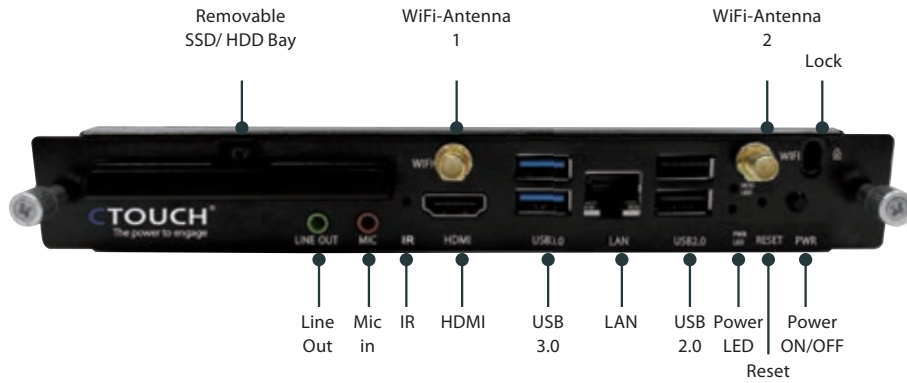 Removable
SSD/ HDD Bay
WiFi-Antenna
1
WiFi-Antenna
2
Lock
WIFI
WIFI
CTOUCH®
The power to engage
LINE OUT
MIC
IR
HDMI
USB3.0
LAN
USB2.0
PWR
LED
RESET
PWR
Line
Out
Mic
in
IR
HDMI
USB
3.0
LAN
USB
2.0
Power
LED
Power
ON/OFF
Reset